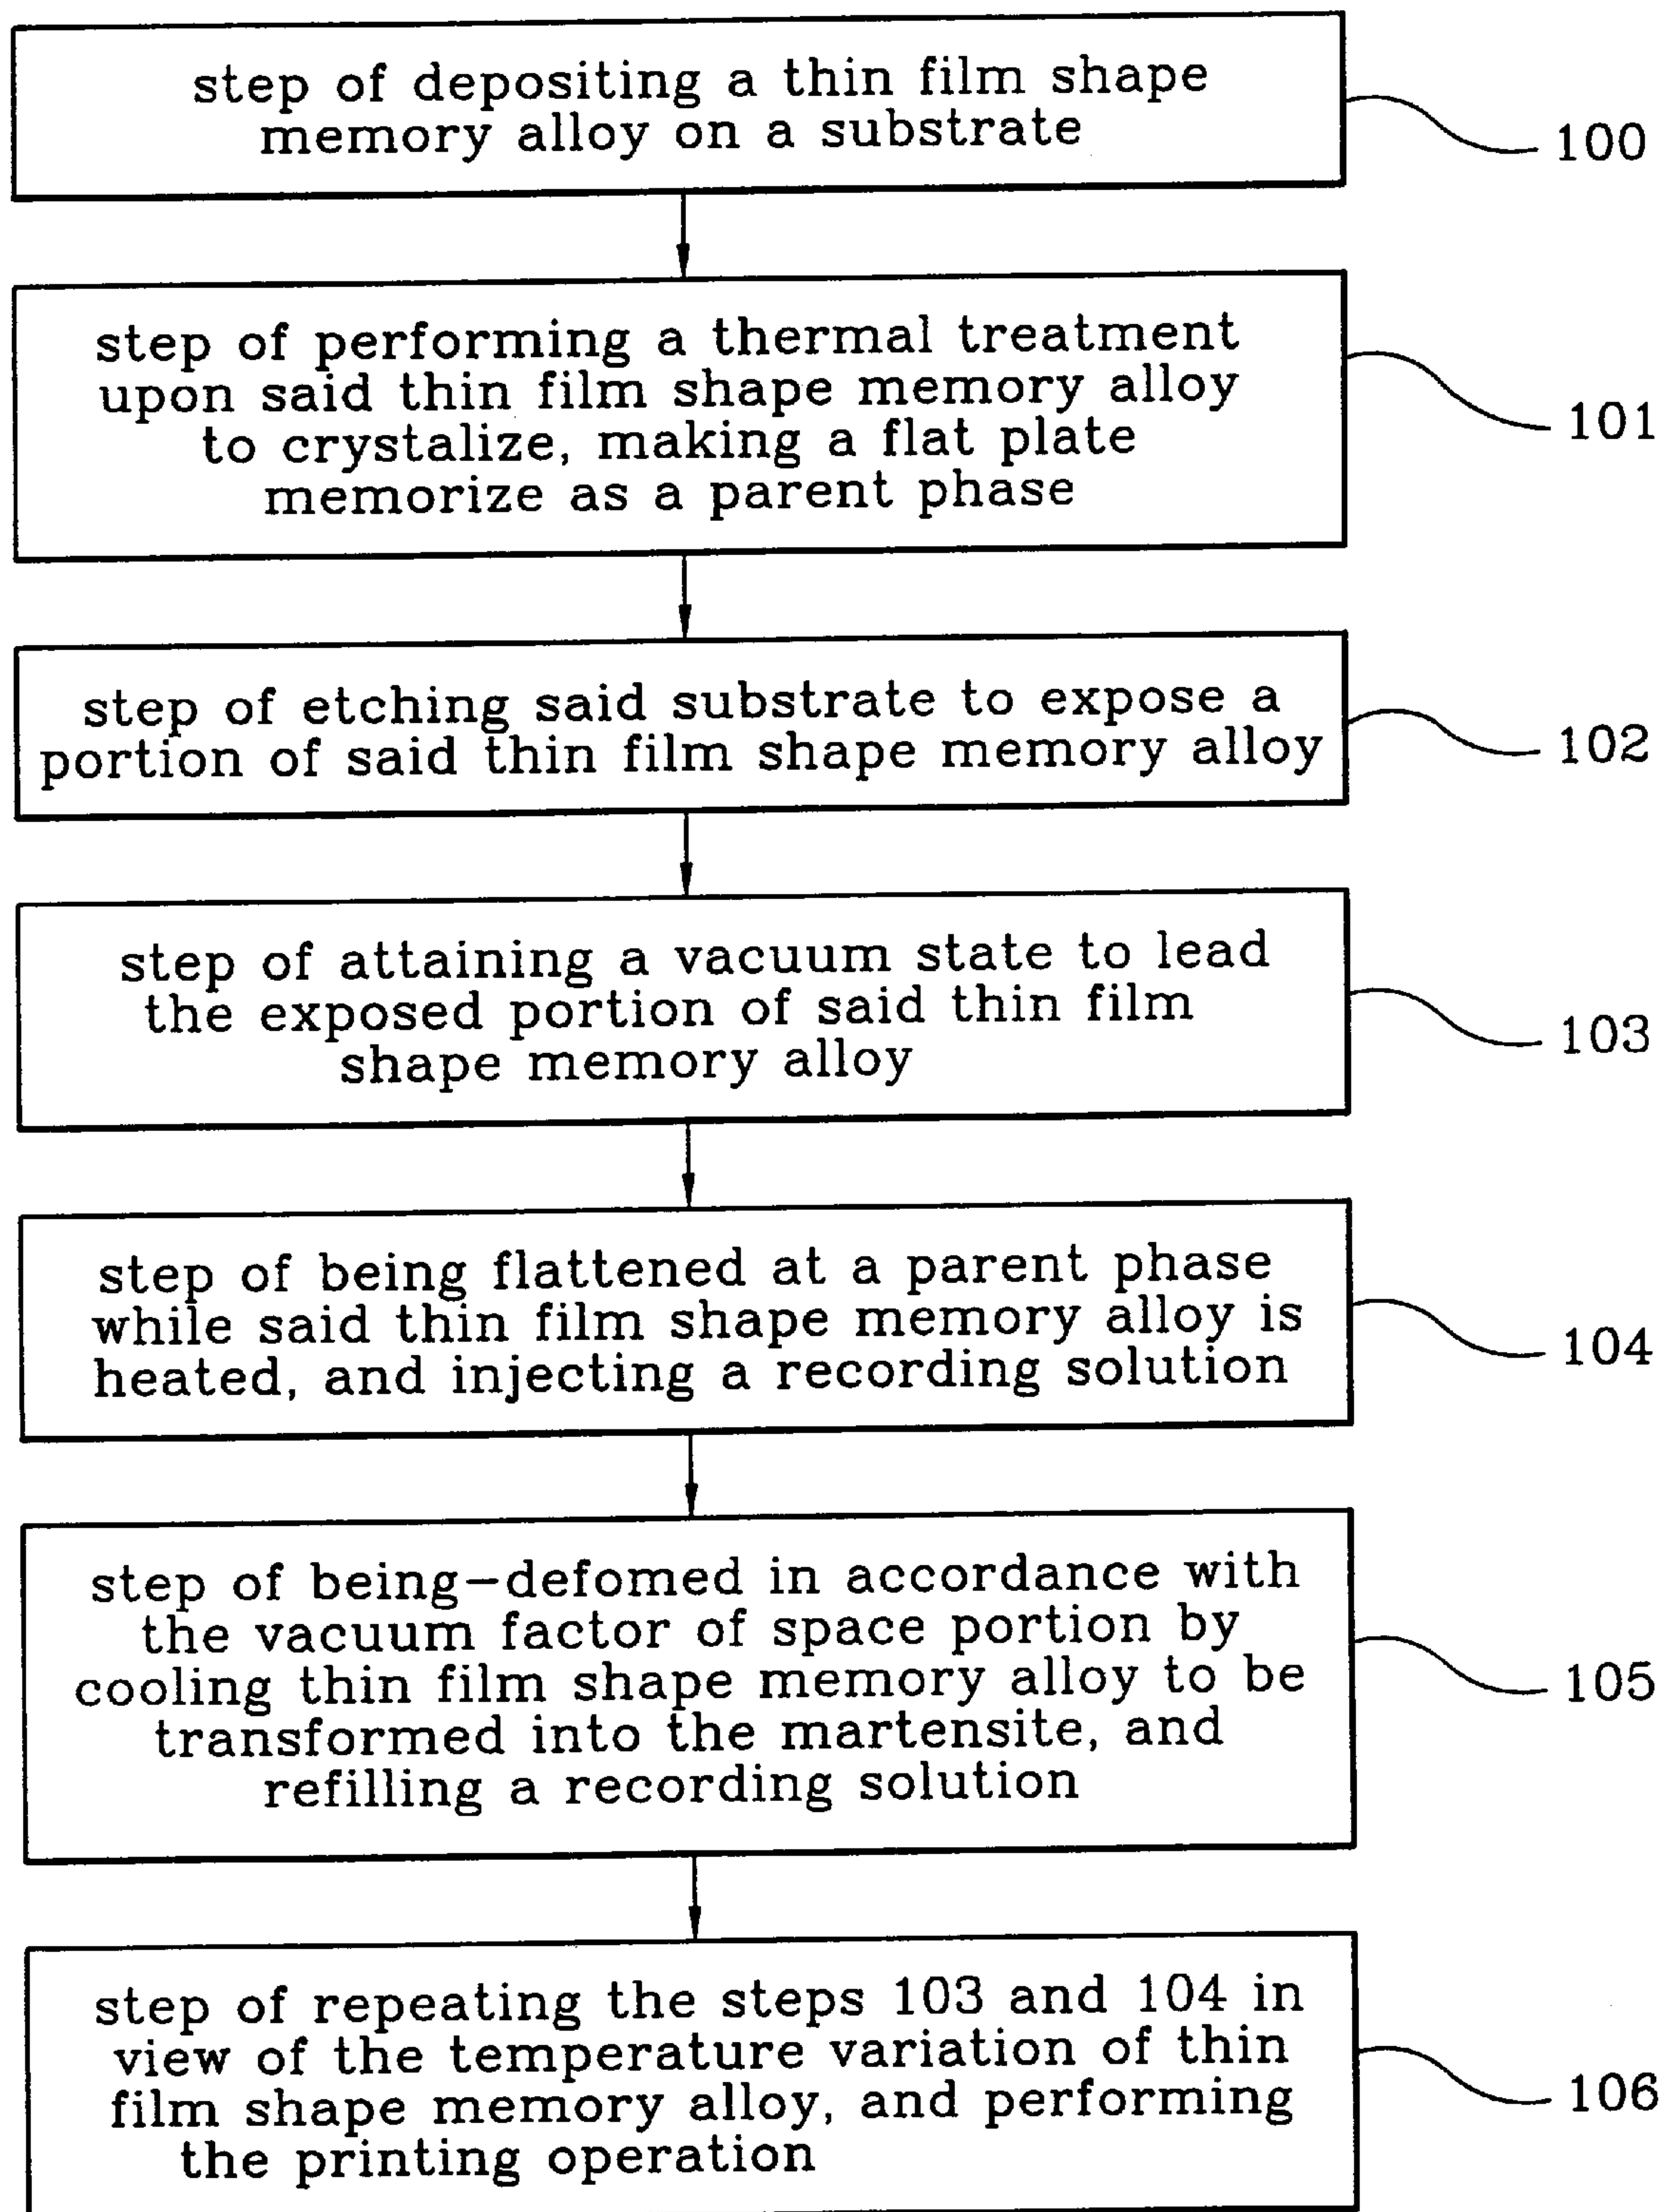 step of depositing a thin film shape
memory alloy on a substrate
100
step of performing a thermal treatment
upon said thin film shape memory alloy
to crystalize, making a flat plate
memorize as a parent phase
101
step of etching said substrate to expose a
portion of said thin film shape memory alloy
102
step of attaining a vacuum state to lead
the exposed portion of said thin film
shape memory alloy
103
step of being flattened at a parent phase
while said thin film shape memory alloy is
heated, and injecting a recording solution
104
step of being-defomed in accordance with
the vacuum factor of space portion by
cooling thin film shape memory alloy to be
transformed into the martensite, and
refilling a recording solution
105
step of repeating the steps 103 and 104 in
view of the temperature variation of thin
film shape memory alloy, and performing
the printing operation
106